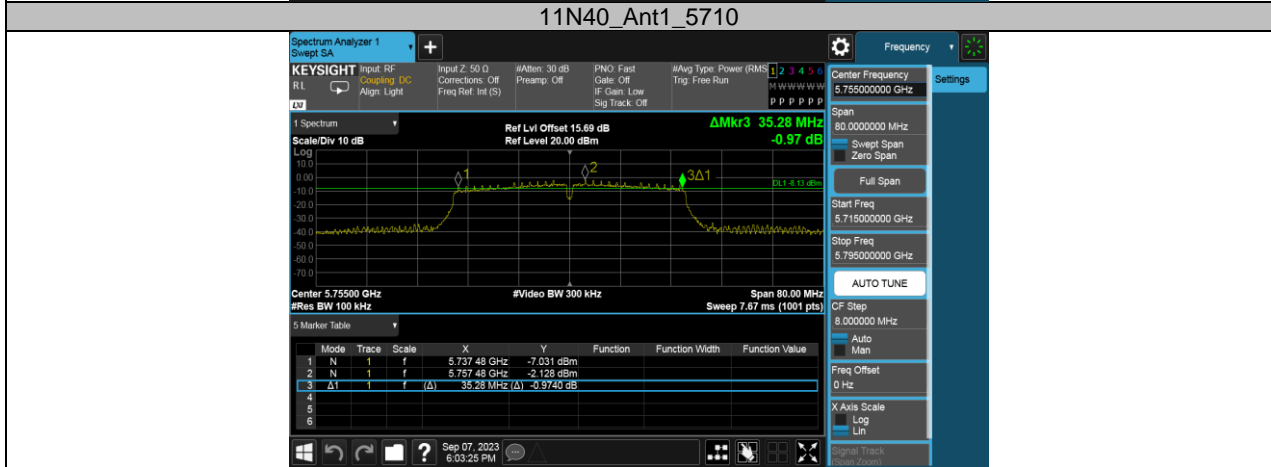 11N40_Ant1_5710
Spectrum Analyzer 1
Swept SA
+
Frequency
KEYSIGHT
RL
LXI
Input: RF
Coupling: DC
Align: Light
Input Z: 50 Ω
Corrections: Off
Freq Ref: Int (S)
#Atten: 30 dB
Preamp: Off
PNO: Fast
Gate: Off
IF Gain: Low
Sig Track: Off
#Avg Type: Power (RMS
Trig: Free Run
1 2 3 4 5 6
M W W W W W
P P P P P P
1 Spectrum
Scale/Div 10 dB
Ref Lvl Offset 15.69 dB
Ref Level 20.00 dBm
ΔMkr3 35.28 MHz
-0.97 dB
Log
10.0
0.00
-10.0
-20.0
-30.0
-40.0
-50.0
-60.0
-70.0
1
2
3Δ1
DL1 -8.13 dBm
Center 5.75500 GHz
#Res BW 100 kHz
#Video BW 300 kHz
Span 80.00 MHz
Sweep 7.67 ms (1001 pts)
5 Marker Table
Mode Trace Scale X Y Function Function Width Function Value
1 N 1 f 5.737 48 GHz -7.031 dBm
2 N 1 f 5.757 48 GHz -2.128 dBm
3 Δ1 1 f (Δ) 35.28 MHz (Δ) -0.9740 dB
4
5
6
Sep 07, 2023
6:03:25 PM
Center Frequency
5.755000000 GHz
Settings
Span
80.0000000 MHz
Swept Span
Zero Span
Full Span
Start Freq
5.715000000 GHz
Stop Freq
5.795000000 GHz
AUTO TUNE
CF Step
8.000000 MHz
Auto
Man
Freq Offset
0 Hz
X Axis Scale
Log
Lin
Signal Track
(Span Zoom)